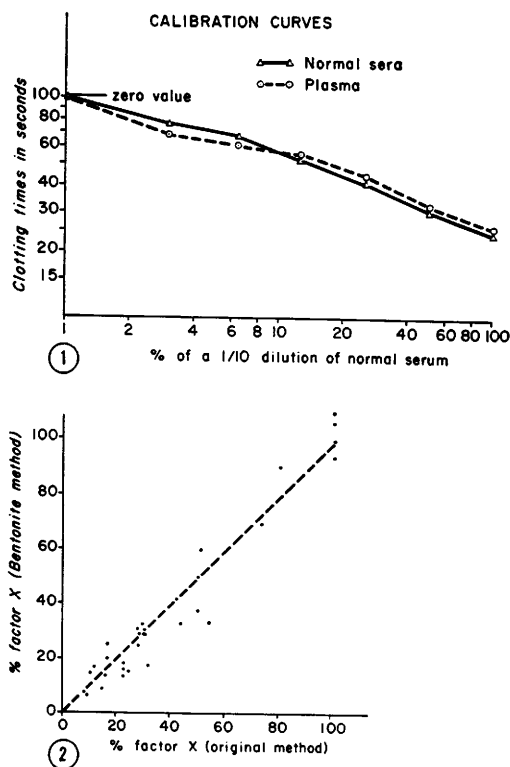 CALIBRATION CURVES
Normal sera
Plasma
zero value
Clotting times in seconds
100
80
60
40
30
20
15
1 2 4 6 8 10 20 40 60 80 100
% of a 1/10 dilution of normal serum
1
% factor X (Bentonite method)
100
80
60
40
20
0
0 20 40 60 80 100
% factor X (original method)
2